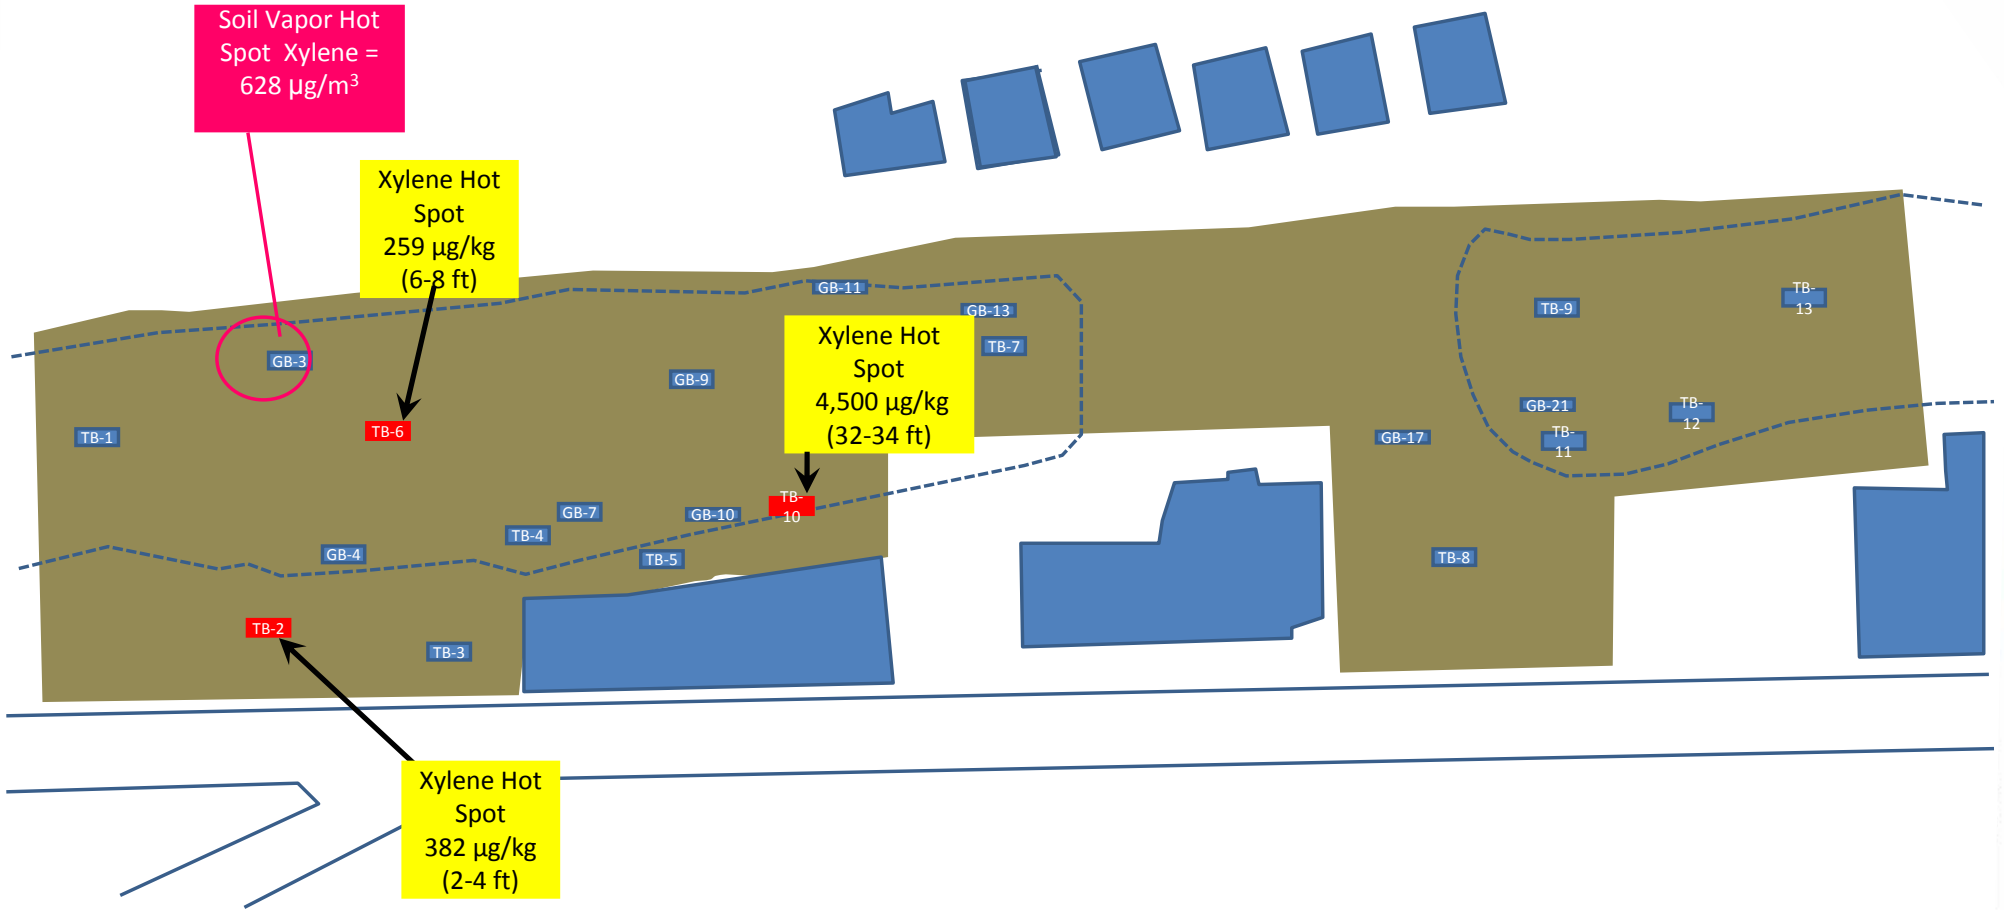 Soil Vapor Hot
Spot Xylene =
628 µg/m³
Xylene Hot
Spot
259 µg/kg
(6-8 ft)
GB-11
GB-13
Xylene Hot
Spot
4,500 µg/kg
(32-34 ft)
TB-7
TB-9
TB-
13
GB-3
GB-9
TB-1
TB-6
GB-17
GB-21
TB-
11
TB-
12
GB-7
GB-10
TB-
10
TB-4
GB-4
TB-5
TB-8
TB-2
TB-3
Xylene Hot
Spot
382 µg/kg
(2-4 ft)